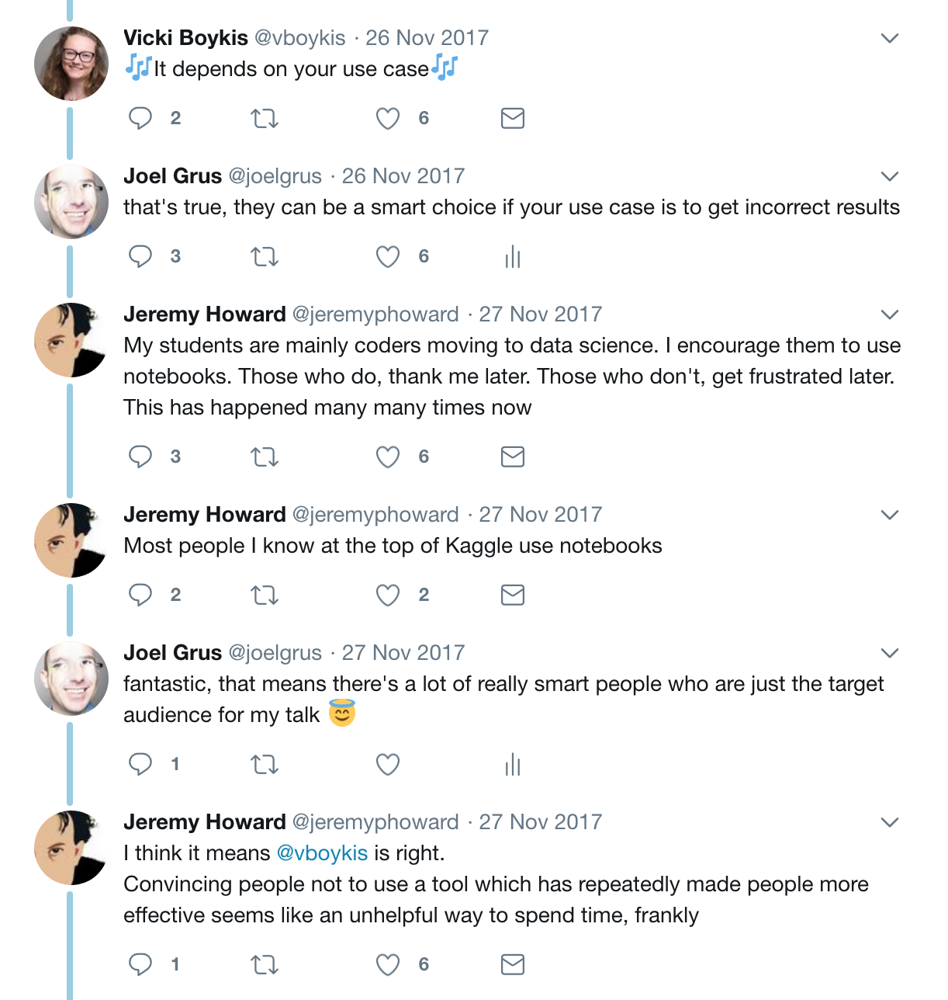 Vicki Boykis @vboykis · 26 Nov 2017
🎶It depends on your use case🎶
2 6
Joel Grus @joelgrus · 26 Nov 2017
that's true, they can be a smart choice if your use case is to get incorrect results
3 6
Jeremy Howard @jeremyphoward · 27 Nov 2017
My students are mainly coders moving to data science. I encourage them to use
notebooks. Those who do, thank me later. Those who don't, get frustrated later.
This has happened many many times now
3 6
Jeremy Howard @jeremyphoward · 27 Nov 2017
Most people I know at the top of Kaggle use notebooks
2 2
Joel Grus @joelgrus · 27 Nov 2017
fantastic, that means there's a lot of really smart people who are just the target
audience for my talk 😇
1
Jeremy Howard @jeremyphoward · 27 Nov 2017
I think it means @vboykis is right.
Convincing people not to use a tool which has repeatedly made people more
effective seems like an unhelpful way to spend time, frankly
1 6